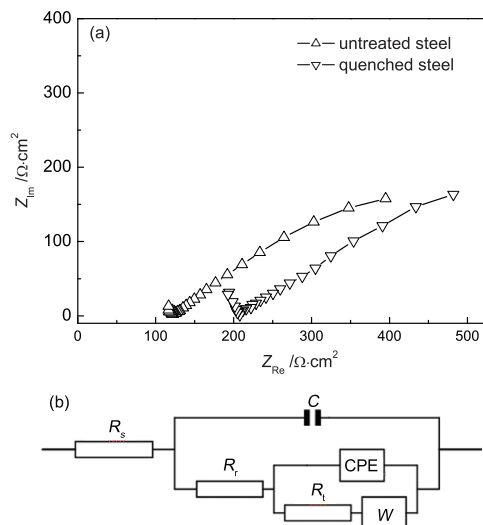 (a)
untreated steel
quenched steel
400
300
200
100
0
Z_Im /Ω·cm²
0 100 200 300 400 500
Z_Re /Ω·cm²
(b)
C
R_s
R_r
CPE
R_t
W